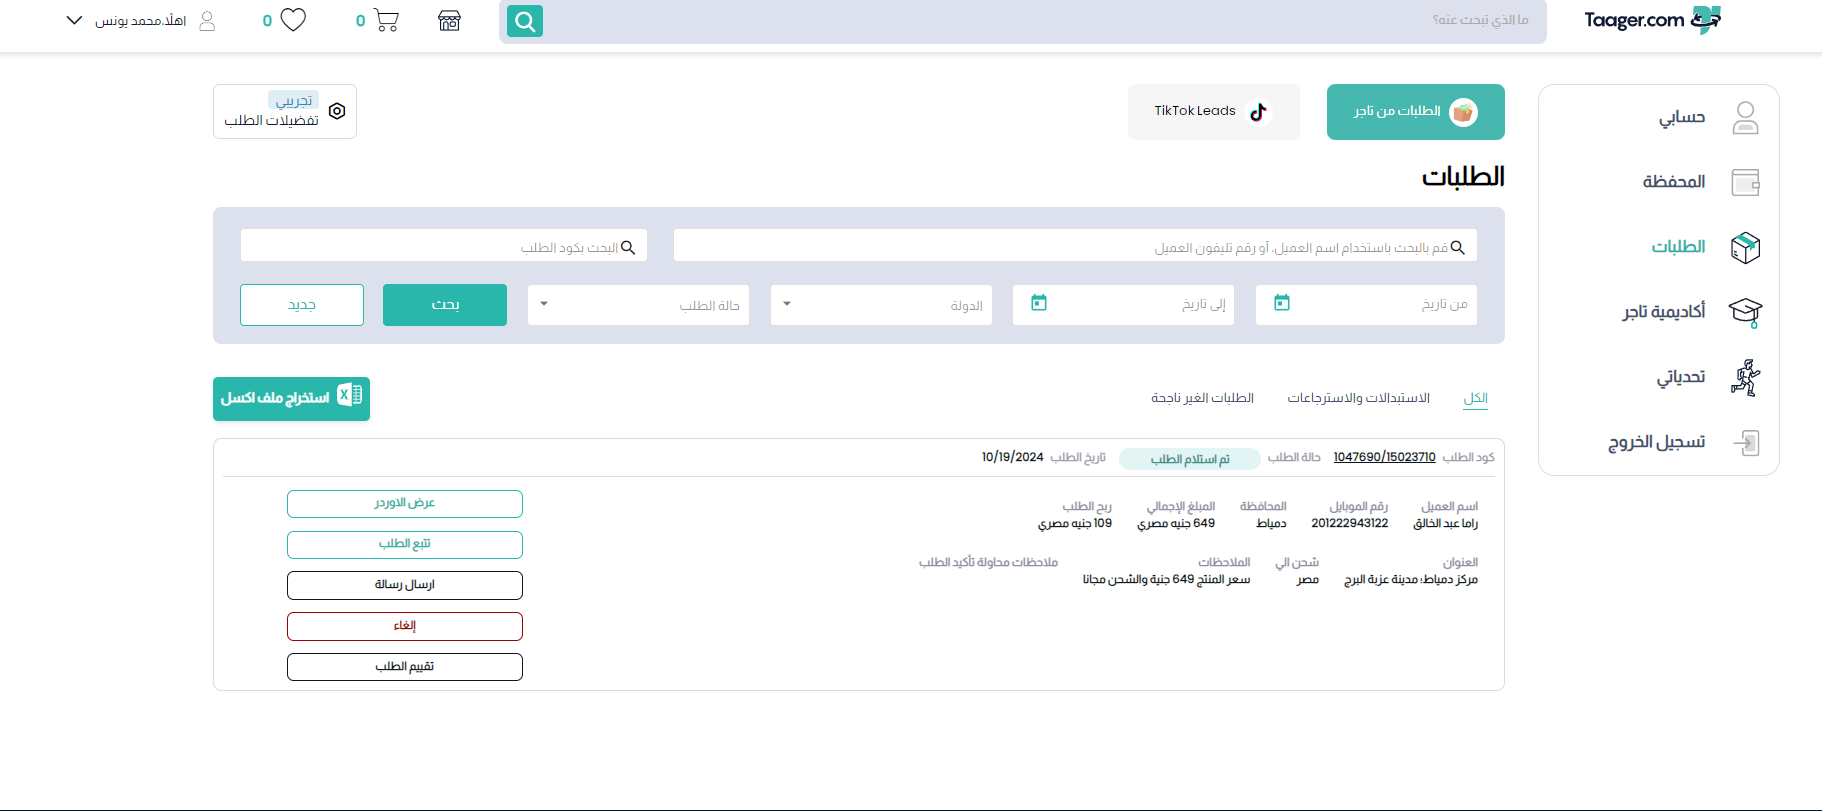 Taager.com
ما الذي تبحث عنه؟
0
0
اهلًا،محمد يونس
حسابي
المحفظة
الطلبات
أكاديمية تاجر
تحدياتي
تسجيل الخروج
الطلبات من تاجر
TikTok Leads
تجريبي
تفضيلات الطلب
الطلبات
قم بالبحث باستخدام اسم العميل، أو رقم تليفون العميل
البحث بكود الطلب
من تاريخ
إلى تاريخ
الدولة
حالة الطلب
بحث
جديد
الكل
الاستبدالات والاسترجاعات
الطلبات الغير ناجحة
استخراج ملف اكسل
كود الطلب 1047690/15023710 حالة الطلب تم استلام الطلب تاريخ الطلب 10/19/2024
اسم العميل رقم الموبايل المحافظة المبلغ الإجمالي ربح الطلب
راما عبد الخالق 201222943122 دمياط 649 جنيه مصري 109 جنيه مصري
العنوان شحن الي الملاحظات ملاحظات محاولة تأكيد الطلب
مركز دمياط؛ مدينة عزبة البرج مصر سعر المنتج 649 جنية والشحن مجانا
عرض الاوردر
تتبع الطلب
ارسال رسالة
إلغاء
تقييم الطلب